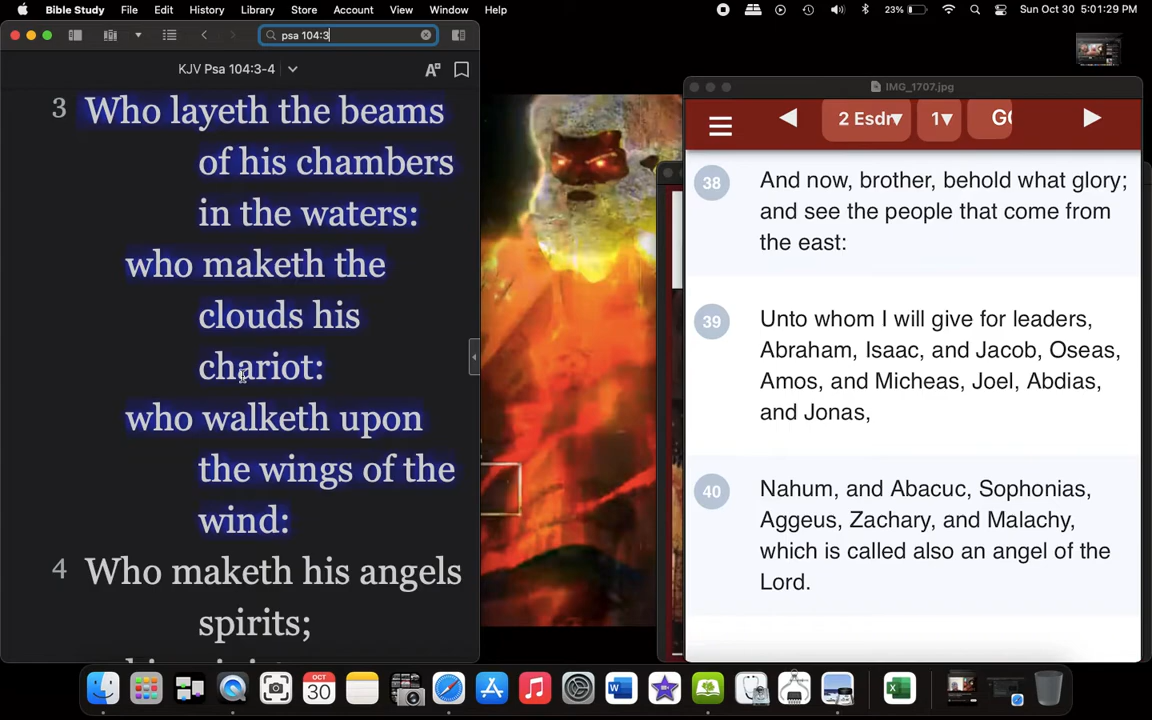 Bible Study File Edit History Library Store Account View Window Help
23% Sun Oct 30 5:01:29 PM
psa 104:3
KJV Psa 104:3-4
3 Who layeth the beams
of his chambers
in the waters:
who maketh the
clouds his
chariot:
who walketh upon
the wings of the
wind:
4 Who maketh his angels
spirits;
IMG_1707.jpg
2 Esdr▾ 1▾
38 And now, brother, behold what glory;
and see the people that come from
the east:
39 Unto whom I will give for leaders,
Abraham, Isaac, and Jacob, Oseas,
Amos, and Micheas, Joel, Abdias,
and Jonas,
40 Nahum, and Abacuc, Sophonias,
Aggeus, Zachary, and Malachy,
which is called also an angel of the
Lord.
OCT
30